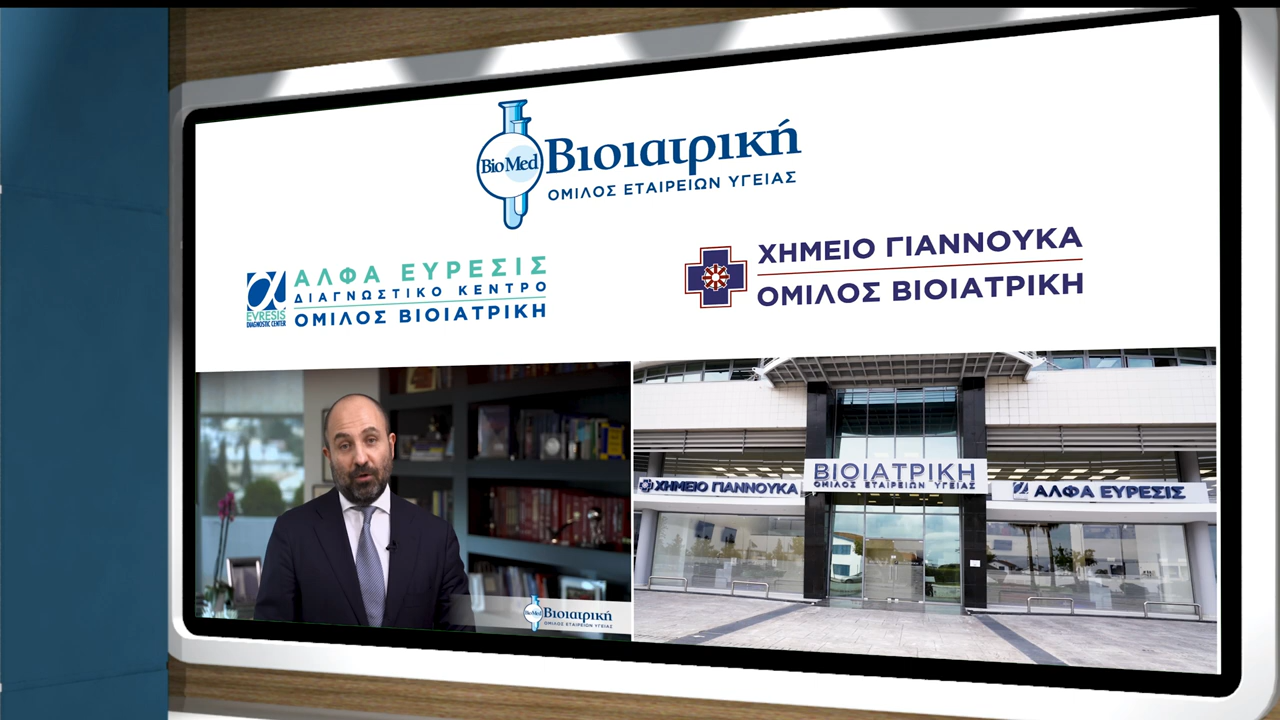 BioMed
Βιοιατρική
ΟΜΙΛΟΣ ΕΤΑΙΡΕΙΩΝ ΥΓΕΙΑΣ
EVRESIS
DIAGNOSTIC CENTER
ΑΛΦΑ ΕΥΡΕΣΙΣ
ΔΙΑΓΝΩΣΤΙΚΟ ΚΕΝΤΡΟ
ΟΜΙΛΟΣ ΒΙΟΙΑΤΡΙΚΗ
ΧΗΜΕΙΟ ΓΙΑΝΝΟΥΚΑ
ΟΜΙΛΟΣ ΒΙΟΙΑΤΡΙΚΗ
BioMed
Βιοιατρική
ΟΜΙΛΟΣ ΕΤΑΙΡΕΙΩΝ ΥΓΕΙΑΣ
ΒΙΟΙΑΤΡΙΚΗ
ΟΜΙΛΟΣ ΕΤΑΙΡΕΙΩΝ ΥΓΕΙΑΣ
ΧΗΜΕΙΟ ΓΙΑΝΝΟΥΚΑ
ΑΛΦΑ ΕΥΡΕΣΙΣ